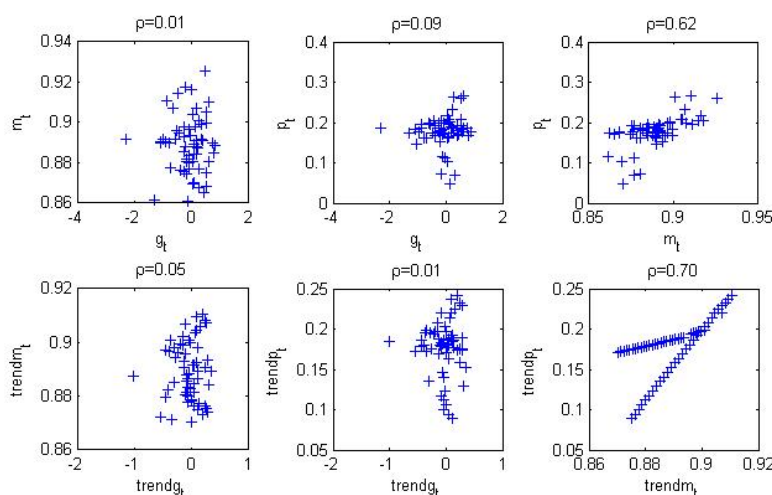 ρ=0.01
ρ=0.09
ρ=0.62
0.94
0.92
0.9
0.88
0.86
m_t
-4 -2 0 2
g_t
0.4
0.3
0.2
0.1
0
p_t
-4 -2 0 2
g_t
0.4
0.3
0.2
0.1
0
p_t
0.85 0.9 0.95
m_t
ρ=0.05
ρ=0.01
ρ=0.70
0.92
0.9
0.88
0.86
trendm_t
-2 -1 0 1
trendg_t
0.25
0.2
0.15
0.1
0.05
trendp_t
-2 -1 0 1
trendg_t
0.25
0.2
0.15
0.1
0.05
trendp_t
0.86 0.88 0.9 0.92
trendm_t